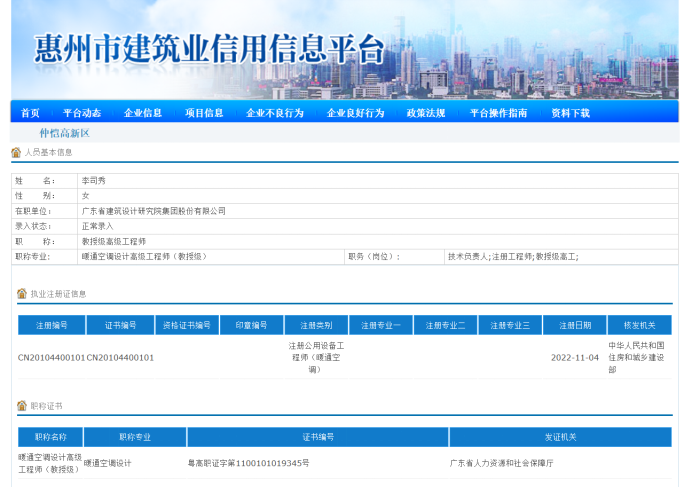 惠州市建筑业信用信息平台
首页 平台动态 企业信息 项目信息 企业不良行为 企业良好行为 政策法规 平台操作指南 资料下载
仲恺高新区
人员基本信息
姓 名: 李司秀
性 别: 女
在职单位: 广东省建筑设计研究院集团股份有限公司
录入状态: 正常录入
职 称: 教授级高级工程师
职称专业: 暖通空调设计高级工程师（教授级） 职务（岗位）: 技术负责人;注册工程师;教授级高工;
执业注册证信息
注册编号 证书编号 资格证书编号 印章编号 注册类别 注册专业一 注册专业二 注册专业三 注册日期 核发机关
CN20104400101 CN20104400101 注册公用设备工程师（暖通空调） 2022-11-04 中华人民共和国住房和城乡建设部
职称证书
职称名称 职称专业 证书编号 发证机关
暖通空调设计高级工程师（教授级） 暖通空调设计 粤高职证字第1100101019345号 广东省人力资源和社会保障厅